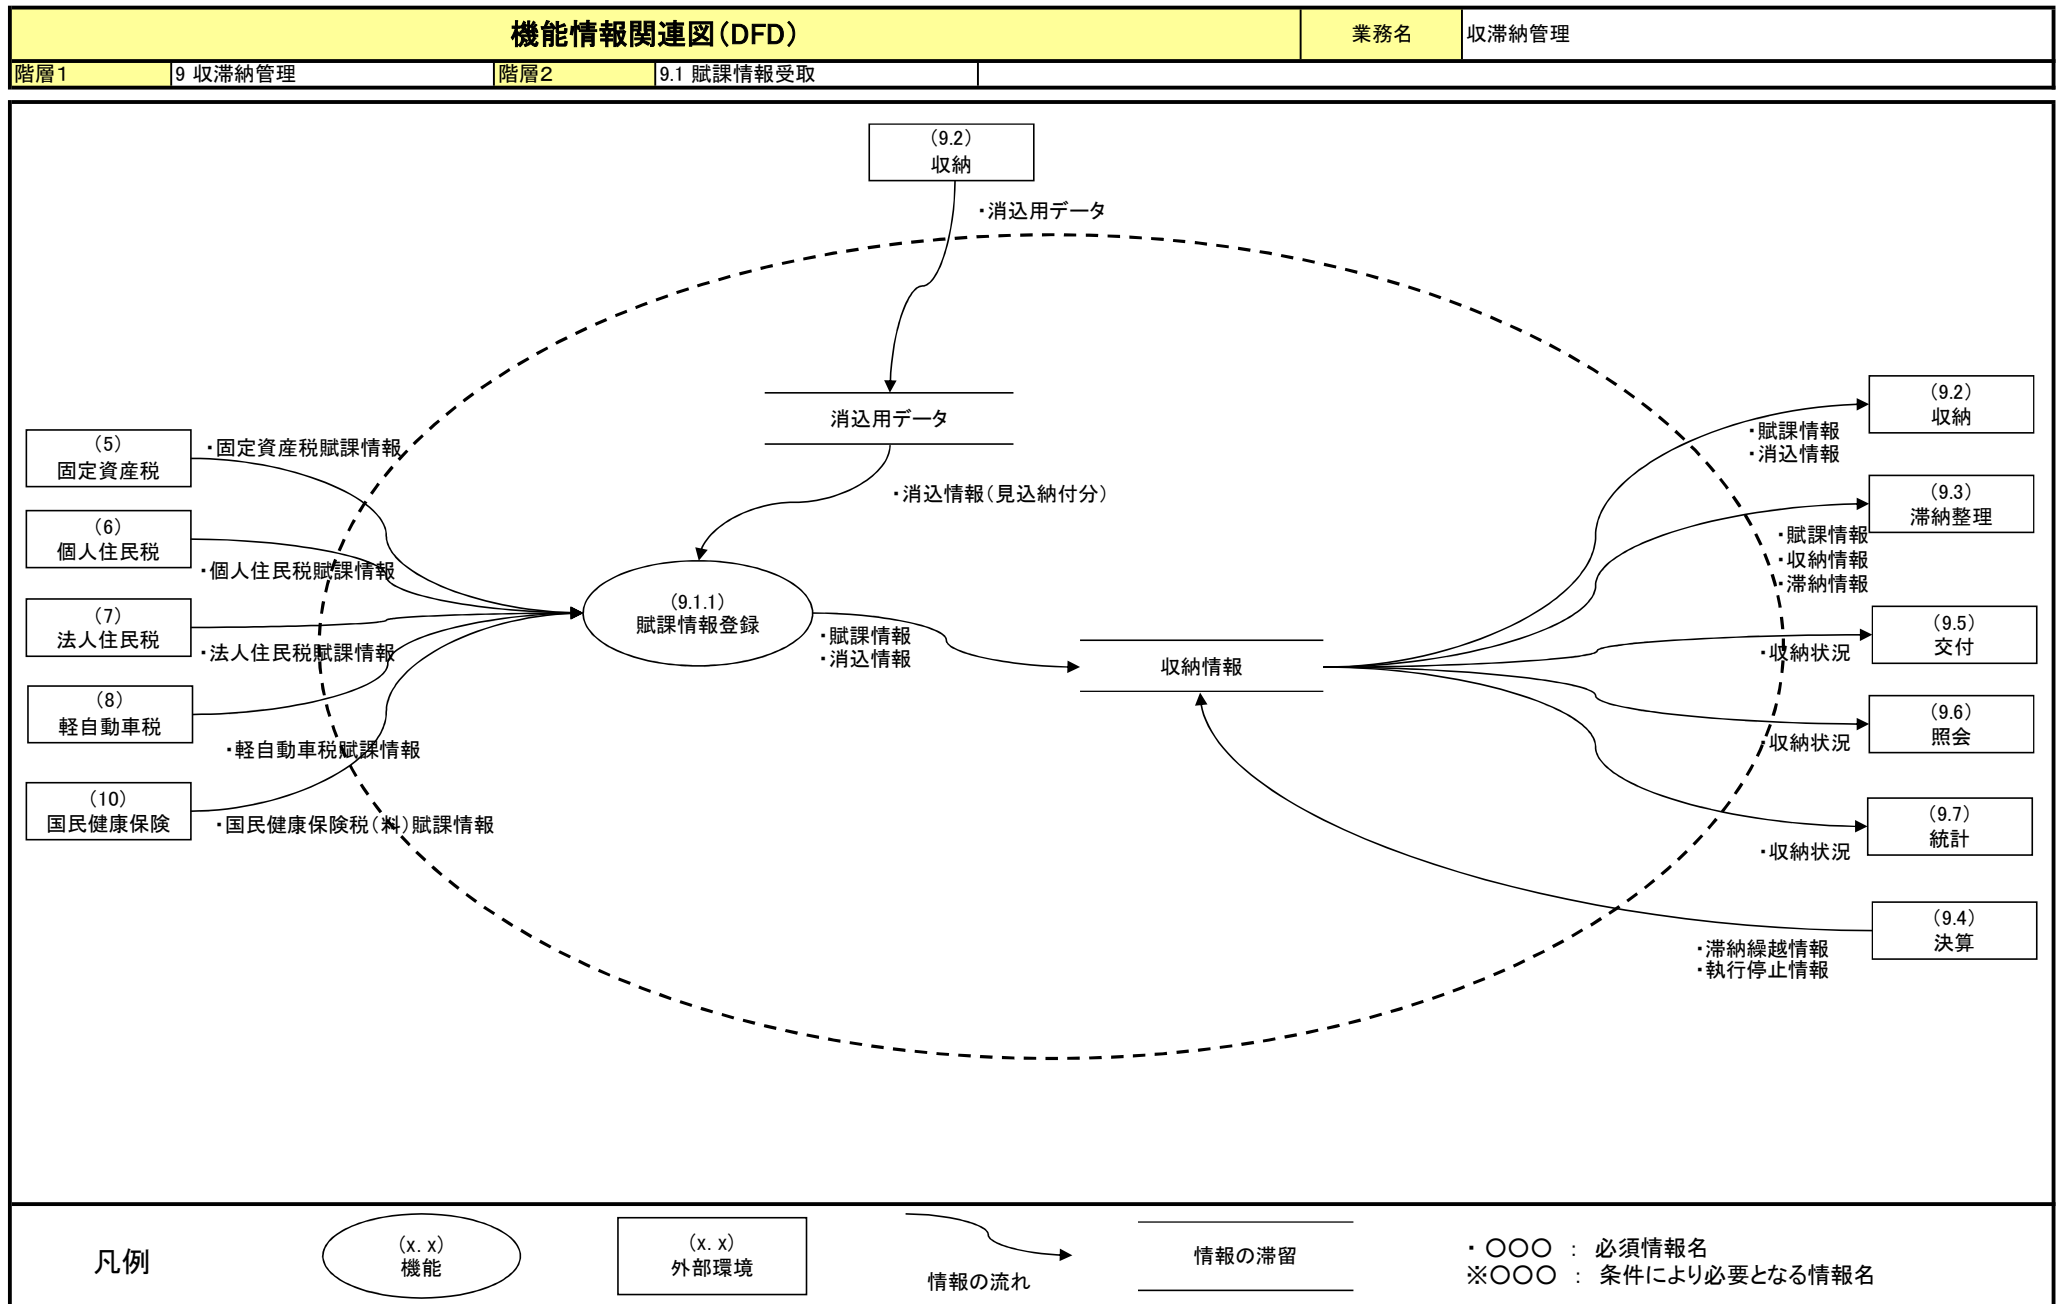 機能情報関連図（DFD）
業務名
収滞納管理
階層１
9 収滞納管理
階層２
9.1 賦課情報受取
（9.2）
収納
・消込用データ
消込用データ
・消込情報（見込納付分）
（5）
固定資産税
・固定資産税賦課情報
（6）
個人住民税
・個人住民税賦課情報
（7）
法人住民税
・法人住民税賦課情報
（8）
軽自動車税
・軽自動車税賦課情報
（10）
国民健康保険
・国民健康保険税（料）賦課情報
（9.1.1）
賦課情報登録
・賦課情報
・消込情報
収納情報
（9.2）
収納
・賦課情報
・消込情報
（9.3）
滞納整理
・賦課情報
・収納情報
・滞納情報
（9.5）
交付
・収納状況
（9.6）
照会
・収納状況
（9.7）
統計
・収納状況
（9.4）
決算
・滞納繰越情報
・執行停止情報
凡例
（x. x）
機能
（x. x）
外部環境
情報の流れ
情報の滞留
・ 〇〇〇 ： 必須情報名
※〇〇〇 ： 条件により必要となる情報名